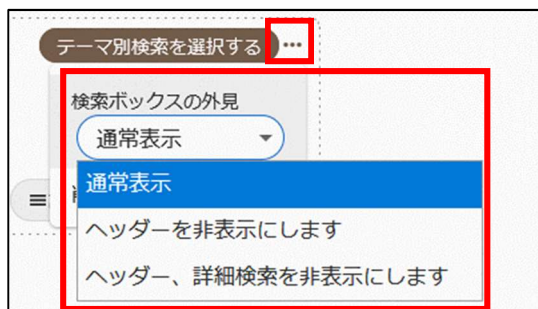 テーマ別検索を選択する
検索ボックスの外見
通常表示
通常表示
ヘッダーを非表示にします
ヘッダー、詳細検索を非表示にします